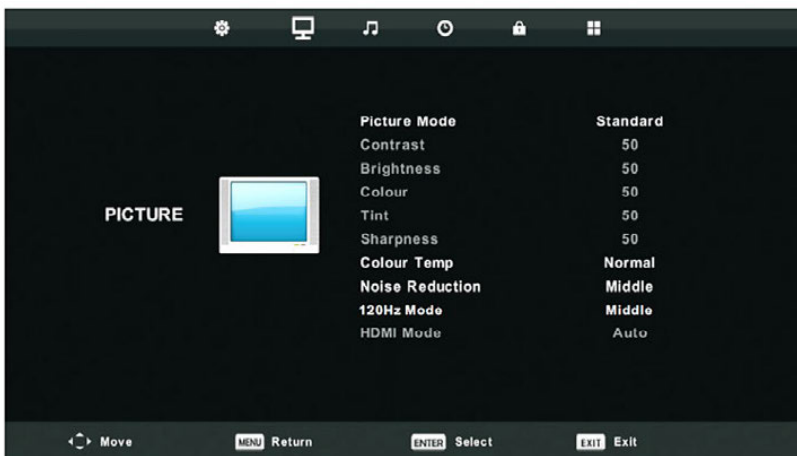 PICTURE
Picture Mode Standard
Contrast 50
Brightness 50
Colour 50
Tint 50
Sharpness 50
Colour Temp Normal
Noise Reduction Middle
120Hz Mode Middle
HDMI Mode Auto
Move MENU Return ENTER Select EXIT Exit